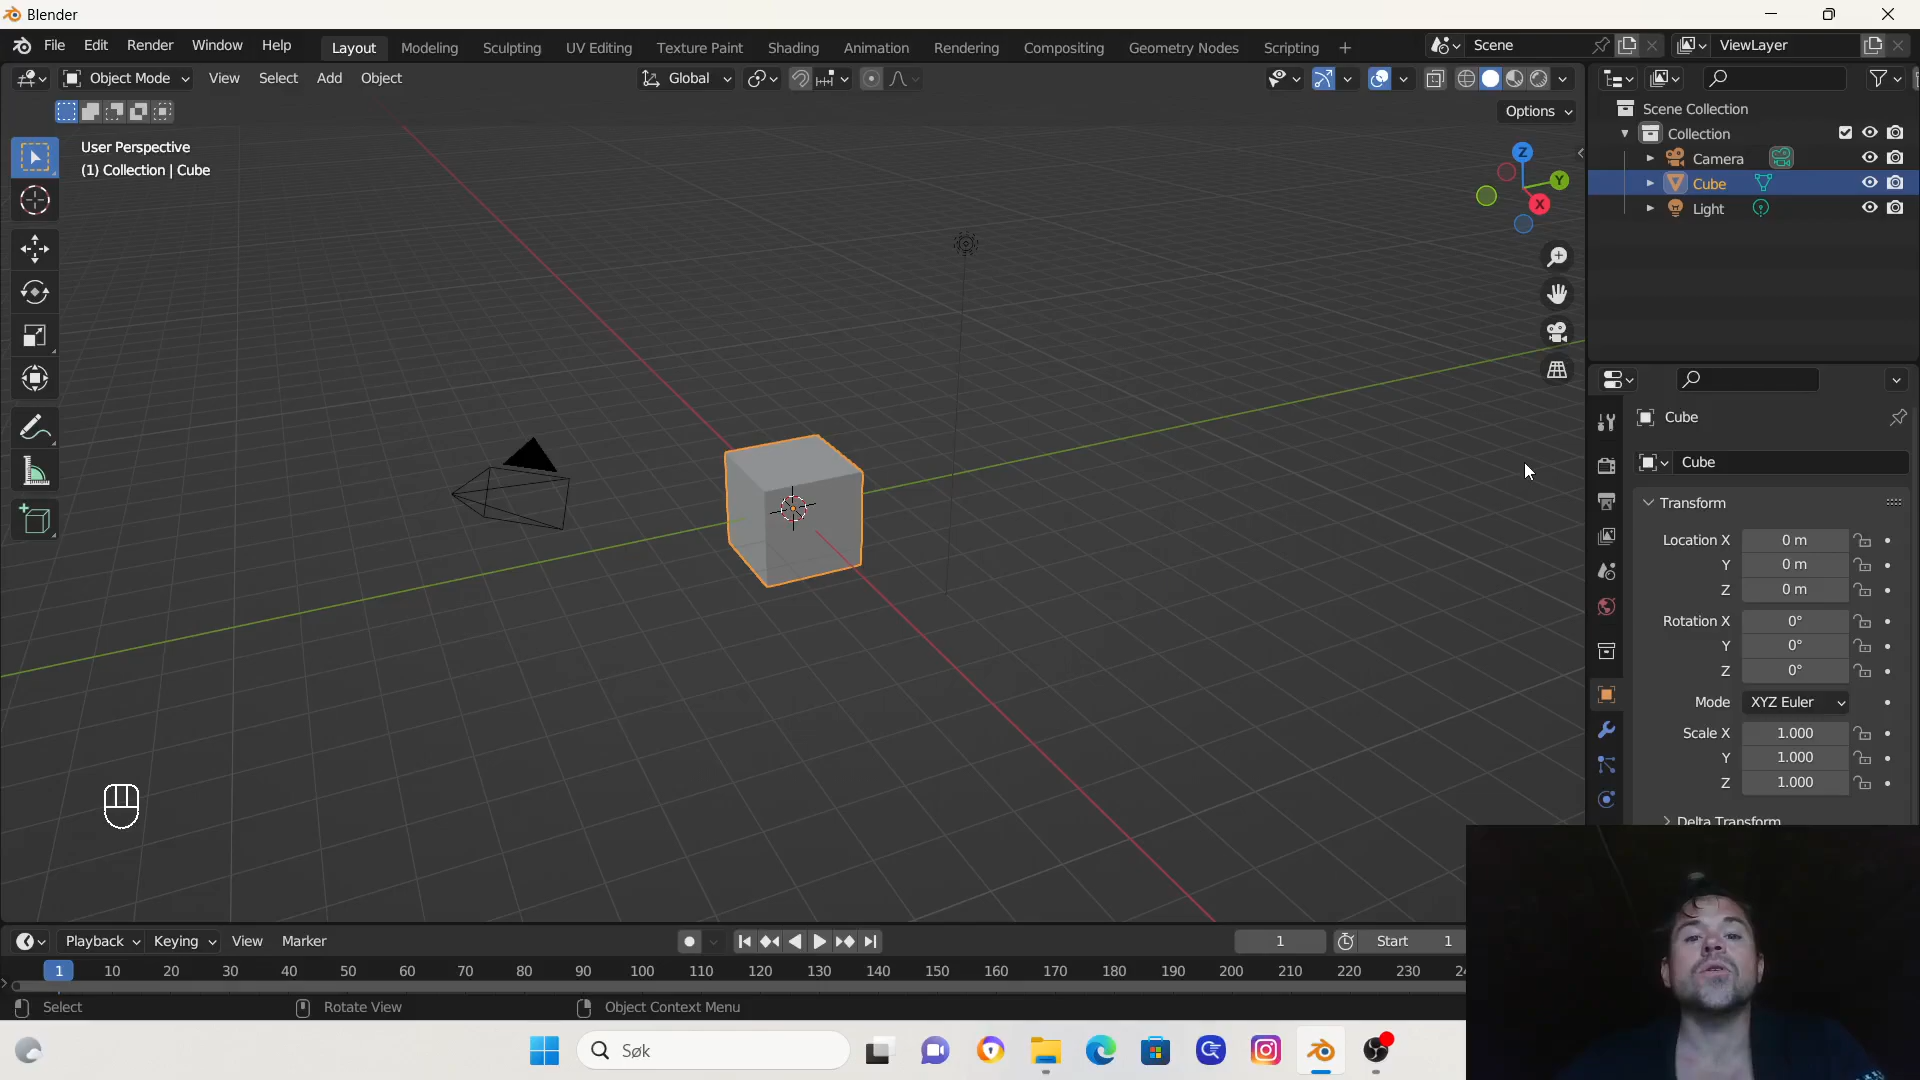 Blender
File Edit Render Window Help Layout Modeling Sculpting UV Editing Texture Paint Shading Animation Rendering Compositing Geometry Nodes Scripting Scene ViewLayer
Object Mode View Select Add Object Global
Options
User Perspective
(1) Collection | Cube
Z
Y
X
Scene Collection
Collection
Camera
Cube
Light
Cube
Cube
Transform
Location X 0 m
Y 0 m
Z 0 m
Rotation X 0°
Y 0°
Z 0°
Mode XYZ Euler
Scale X 1.000
Y 1.000
Z 1.000
Delta Transform
Playback Keying View Marker 1 Start 1
1 10 20 30 40 50 60 70 80 90 100 110 120 130 140 150 160 170 180 190 200 210 220 230
Select Rotate View Object Context Menu
Søk